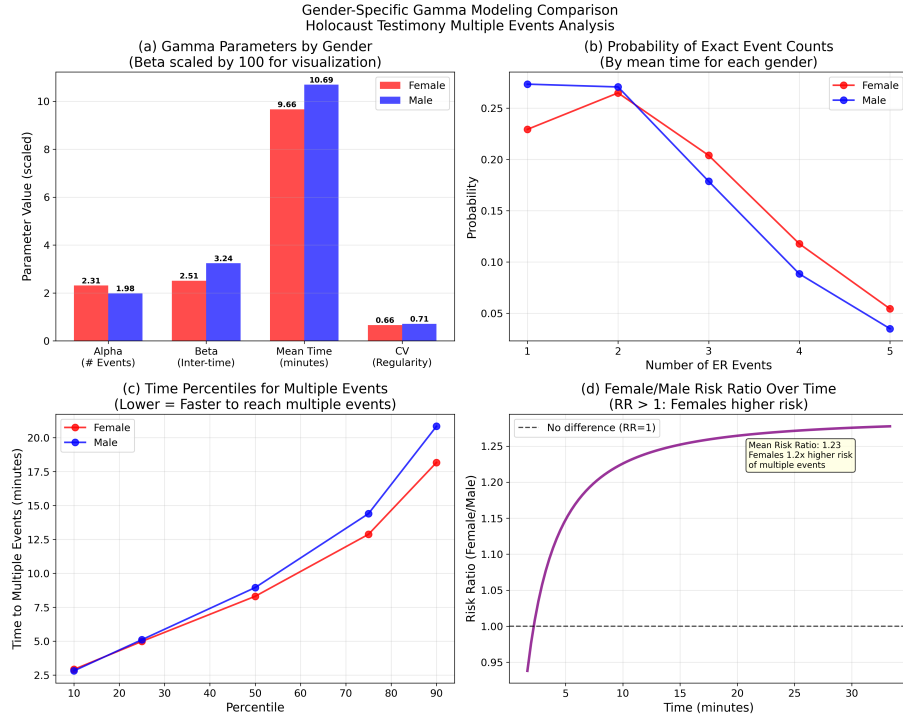 Gender-Specific Gamma Modeling Comparison
Holocaust Testimony Multiple Events Analysis
(a) Gamma Parameters by Gender
(Beta scaled by 100 for visualization)
Parameter Value (scaled)
10
8
6
4
2
0
2.31
1.98
2.51
3.24
9.66
10.69
0.66
0.71
Female
Male
Alpha
(# Events)
Beta
(Inter-time)
Mean Time
(minutes)
CV
(Regularity)
(b) Probability of Exact Event Counts
(By mean time for each gender)
Probability
0.25
0.20
0.15
0.10
0.05
Female
Male
1 2 3 4 5
Number of ER Events
(c) Time Percentiles for Multiple Events
(Lower = Faster to reach multiple events)
Time to Multiple Events (minutes)
20.0
17.5
15.0
12.5
10.0
7.5
5.0
2.5
Female
Male
10 20 30 40 50 60 70 80 90
Percentile
(d) Female/Male Risk Ratio Over Time
(RR > 1: Females higher risk)
Risk Ratio (Female/Male)
1.25
1.20
1.15
1.10
1.05
1.00
0.95
No difference (RR=1)
Mean Risk Ratio: 1.23
Females 1.2x higher risk
of multiple events
5 10 15 20 25 30
Time (minutes)